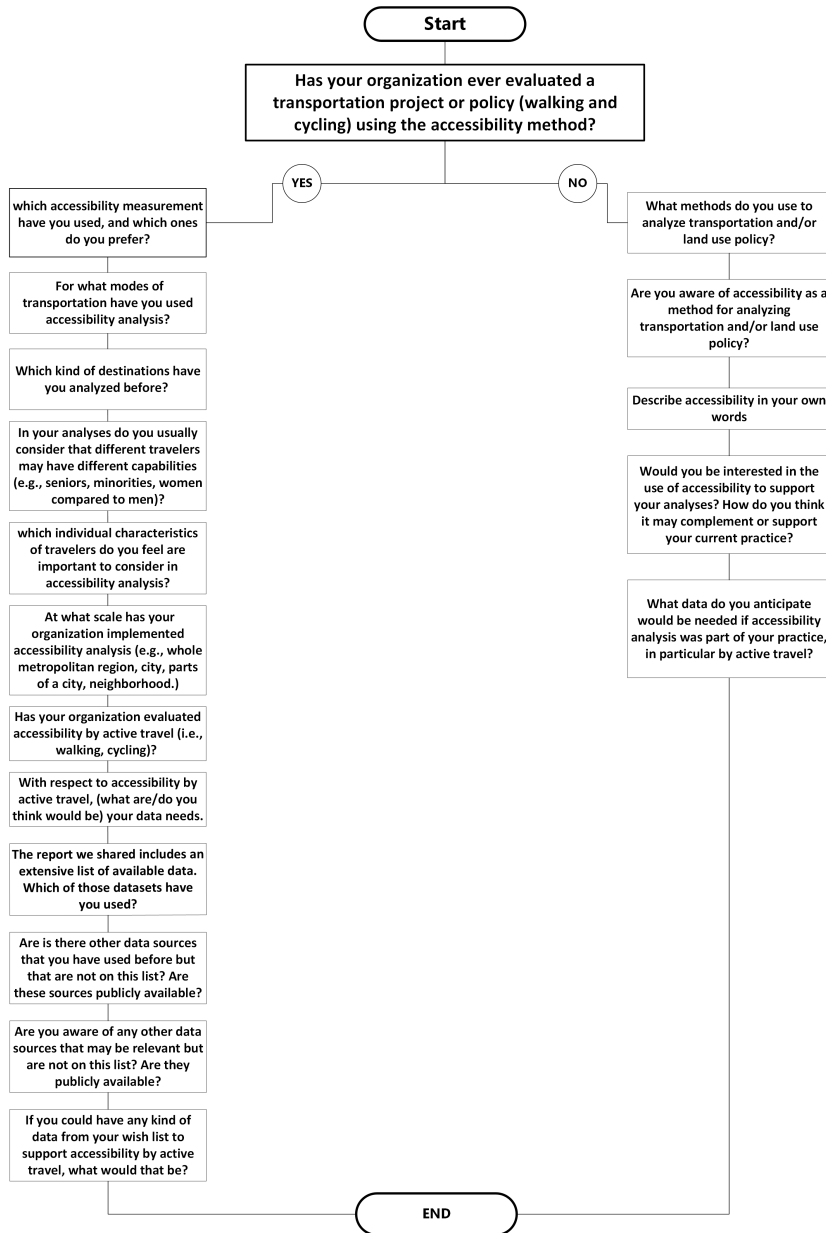 Start
Has your organization ever evaluated a
transportation project or policy (walking and
cycling) using the accessibility method?
YES
NO
which accessibility measurement
have you used, and which ones
do you prefer?
For what modes of
transportation have you used
accessibility analysis?
Which kind of destinations have
you analyzed before?
In your analyses do you usually
consider that different travelers
may have different capabilities
(e.g., seniors, minorities, women
compared to men)?
which individual characteristics
of travelers do you feel are
important to consider in
accessibility analysis?
At what scale has your
organization implemented
accessibility analysis (e.g., whole
metropolitan region, city, parts
of a city, neighborhood.)
Has your organization evaluated
accessibility by active travel (i.e.,
walking, cycling)?
With respect to accessibility by
active travel, (what are/do you
think would be) your data needs.
The report we shared includes an
extensive list of available data.
Which of those datasets have
you used?
Are is there other data sources
that you have used before but
that are not on this list? Are
these sources publicly available?
Are you aware of any other data
sources that may be relevant but
are not on this list? Are they
publicly available?
If you could have any kind of
data from your wish list to
support accessibility by active
travel, what would that be?
What methods do you use to
analyze transportation and/or
land use policy?
Are you aware of accessibility as a
method for analyzing
transportation and/or land use
policy?
Describe accessibility in your own
words
Would you be interested in the
use of accessibility to support
your analyses? How do you think
it may complement or support
your current practice?
What data do you anticipate
would be needed if accessibility
analysis was part of your practice,
in particular by active travel?
END